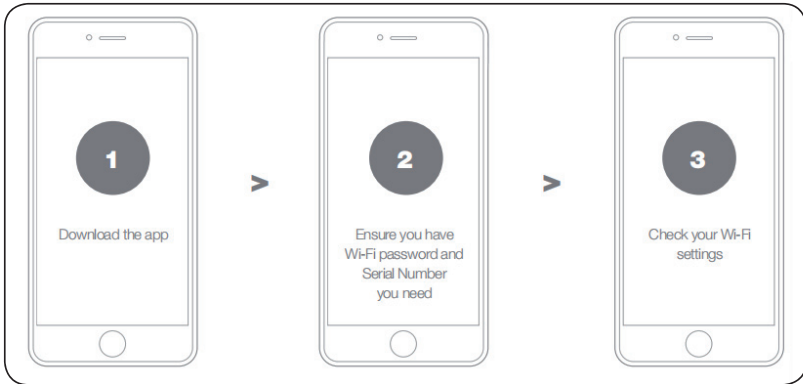 1
Download the app
>
2
Ensure you have
Wi-Fi password and
Serial Number
you need
>
3
Check your Wi-Fi
settings